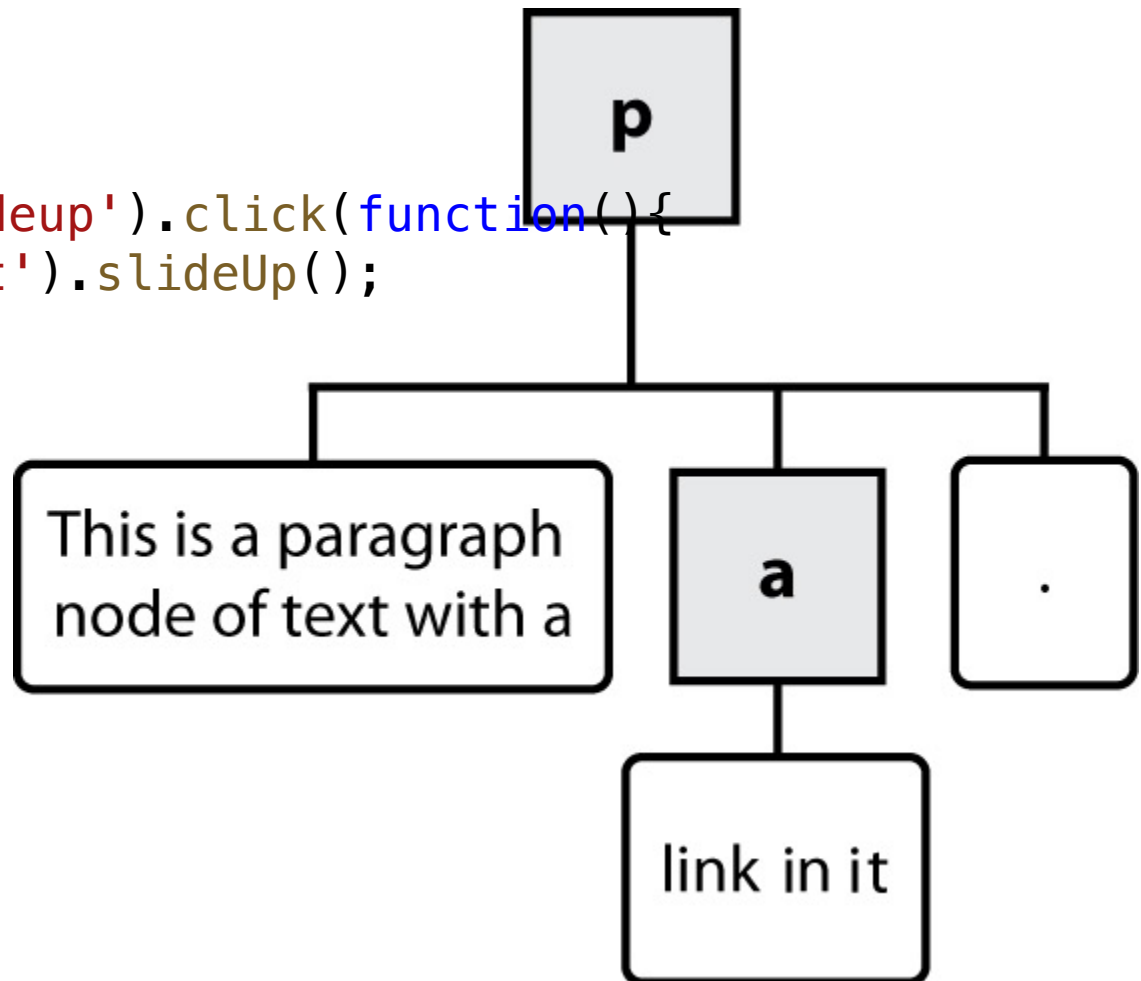 p
deup').click(function(){
t').slideUp();
This is a paragraph
node of text with a
a
.
link in it